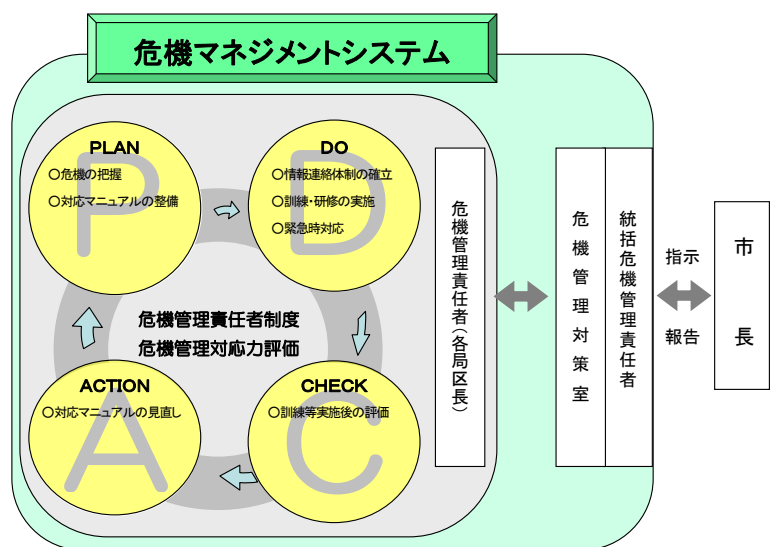 危機マネジメントシステム
P
PLAN
○危機の把握
○対応マニュアルの整備
D
DO
○情報連絡体制の確立
○訓練・研修の実施
○緊急時対応
危機管理責任者制度
危機管理対応力評価
A
ACTION
○対応マニュアルの見直し
C
CHECK
○訓練等実施後の評価
危機管理責任者(各局区長)
危機管理対策室
統括危機管理責任者
指示
報告
市長